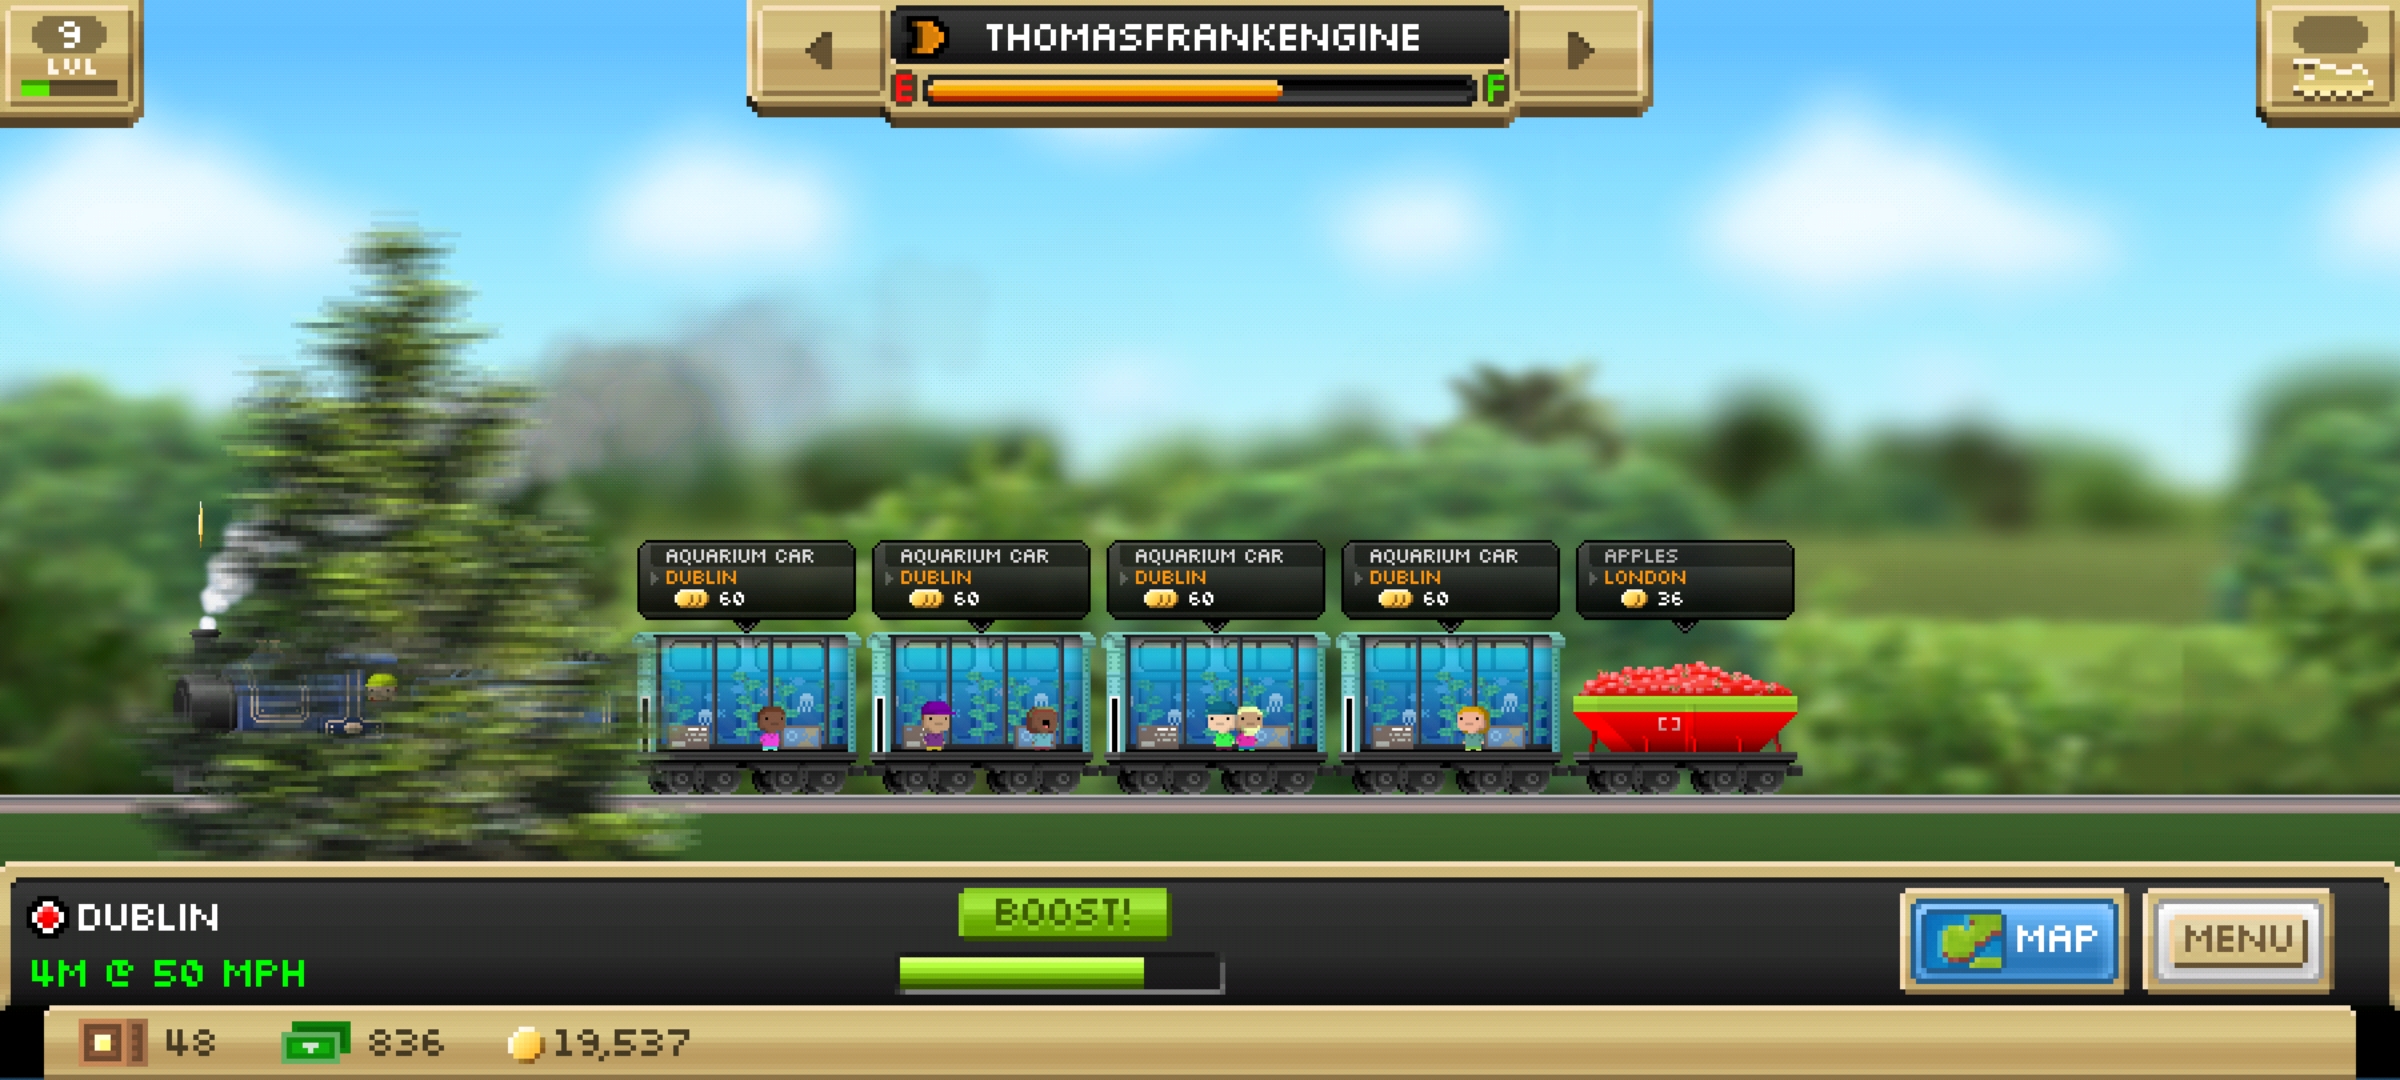 9
LVL
THOMASFRANKENGINE
E F
AQUARIUM CAR
DUBLIN
60
AQUARIUM CAR
DUBLIN
60
AQUARIUM CAR
DUBLIN
60
AQUARIUM CAR
DUBLIN
60
APPLES
LONDON
36
DUBLIN
4M @ 50 MPH
BOOST!
MAP
MENU
48 836 19,537